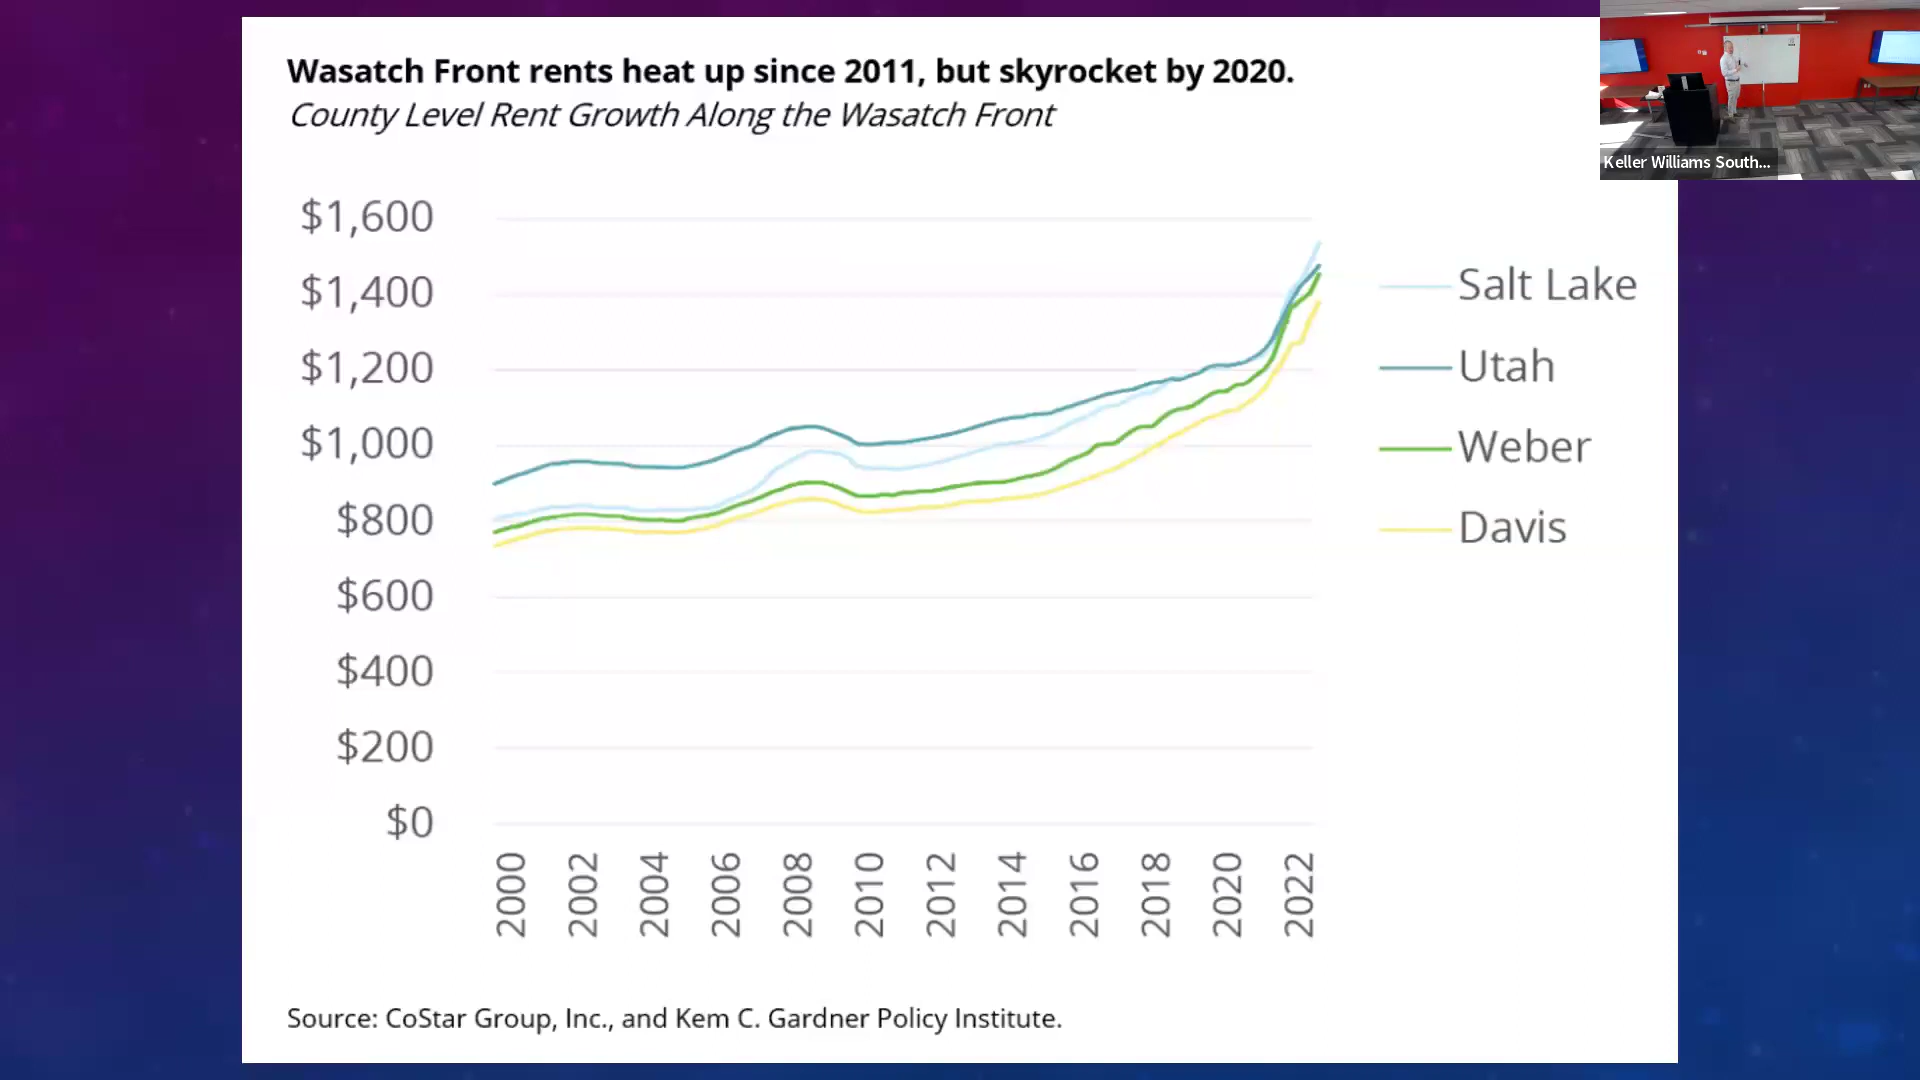 Wasatch Front rents heat up since 2011, but skyrocket by 2020.
County Level Rent Growth Along the Wasatch Front
Keller Williams South...
$1,600
$1,400
$1,200
$1,000
$800
$600
$400
$200
$0
Salt Lake
Utah
Weber
Davis
2000
2002
2004
2006
2008
2010
2012
2014
2016
2018
2020
2022
Source: CoStar Group, Inc., and Kem C. Gardner Policy Institute.